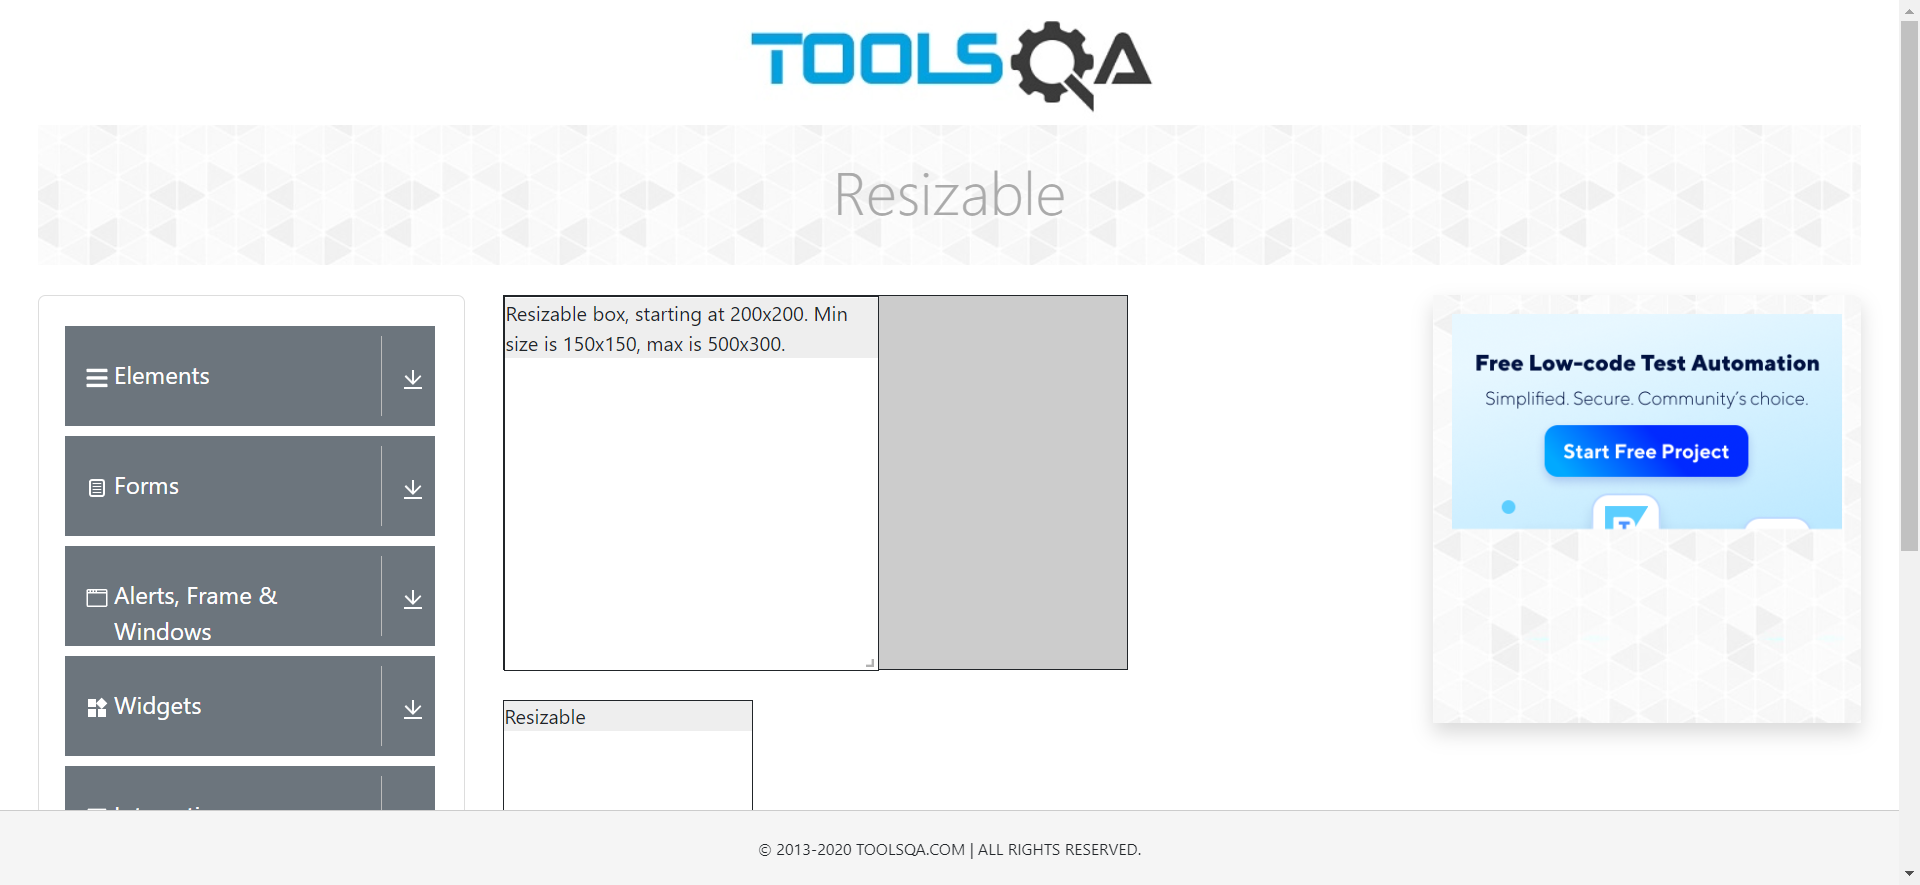 TOOLSQA
Resizable
Elements
Forms
Alerts, Frame &
Windows
Widgets
Resizable box, starting at 200x200. Min
size is 150x150, max is 500x300.
Resizable
Free Low-code Test Automation
Simplified. Secure. Community's choice.
Start Free Project
© 2013-2020 TOOLSQA.COM | ALL RIGHTS RESERVED.